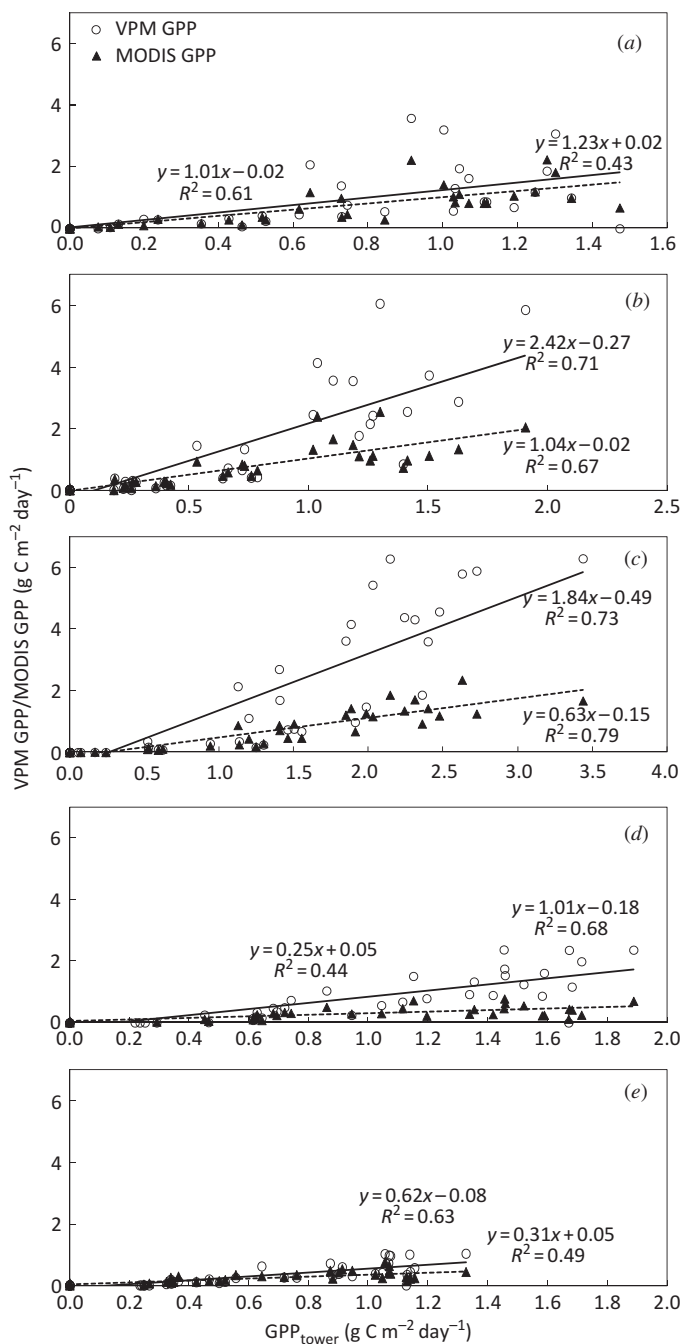 6
4
2
0
VPM GPP
MODIS GPP
(a)
y = 1.01x − 0.02
R² = 0.61
y = 1.23x + 0.02
R² = 0.43
0.0 0.2 0.4 0.6 0.8 1.0 1.2 1.4 1.6
6
4
2
0
(b)
y = 2.42x − 0.27
R² = 0.71
y = 1.04x − 0.02
R² = 0.67
0.0 0.5 1.0 1.5 2.0 2.5
VPM GPP/MODIS GPP (g C m⁻² day⁻¹)
6
4
2
0
(c)
y = 1.84x − 0.49
R² = 0.73
y = 0.63x − 0.15
R² = 0.79
0.0 0.5 1.0 1.5 2.0 2.5 3.0 3.5 4.0
6
4
2
0
(d)
y = 0.25x + 0.05
R² = 0.44
y = 1.01x − 0.18
R² = 0.68
0.0 0.2 0.4 0.6 0.8 1.0 1.2 1.4 1.6 1.8 2.0
6
4
2
0
(e)
y = 0.62x − 0.08
R² = 0.63
y = 0.31x + 0.05
R² = 0.49
0.0 0.2 0.4 0.6 0.8 1.0 1.2 1.4 1.6 1.8 2.0
GPPtower (g C m⁻² day⁻¹)